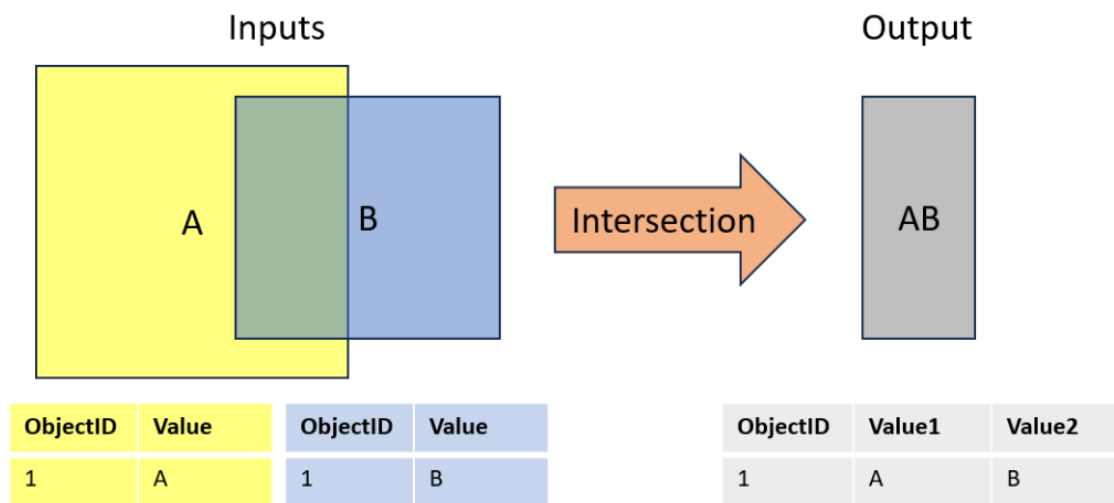 Inputs
Output
A
B
Intersection
AB
ObjectID Value
1 A
ObjectID Value
1 B
ObjectID Value1 Value2
1 A B